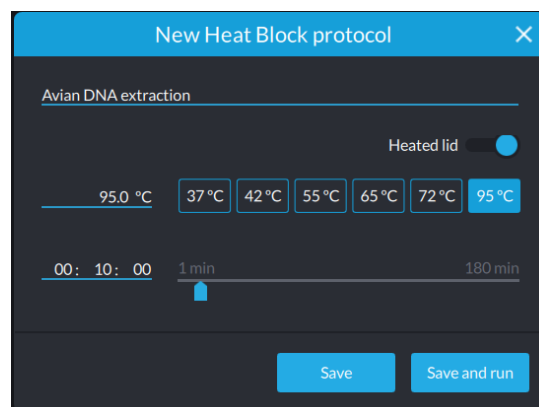 New Heat Block protocol
Avian DNA extraction
Heated lid
95.0 °C 37 °C 42 °C 55 °C 65 °C 72 °C 95 °C
00: 10: 00 1 min 180 min
Save Save and run